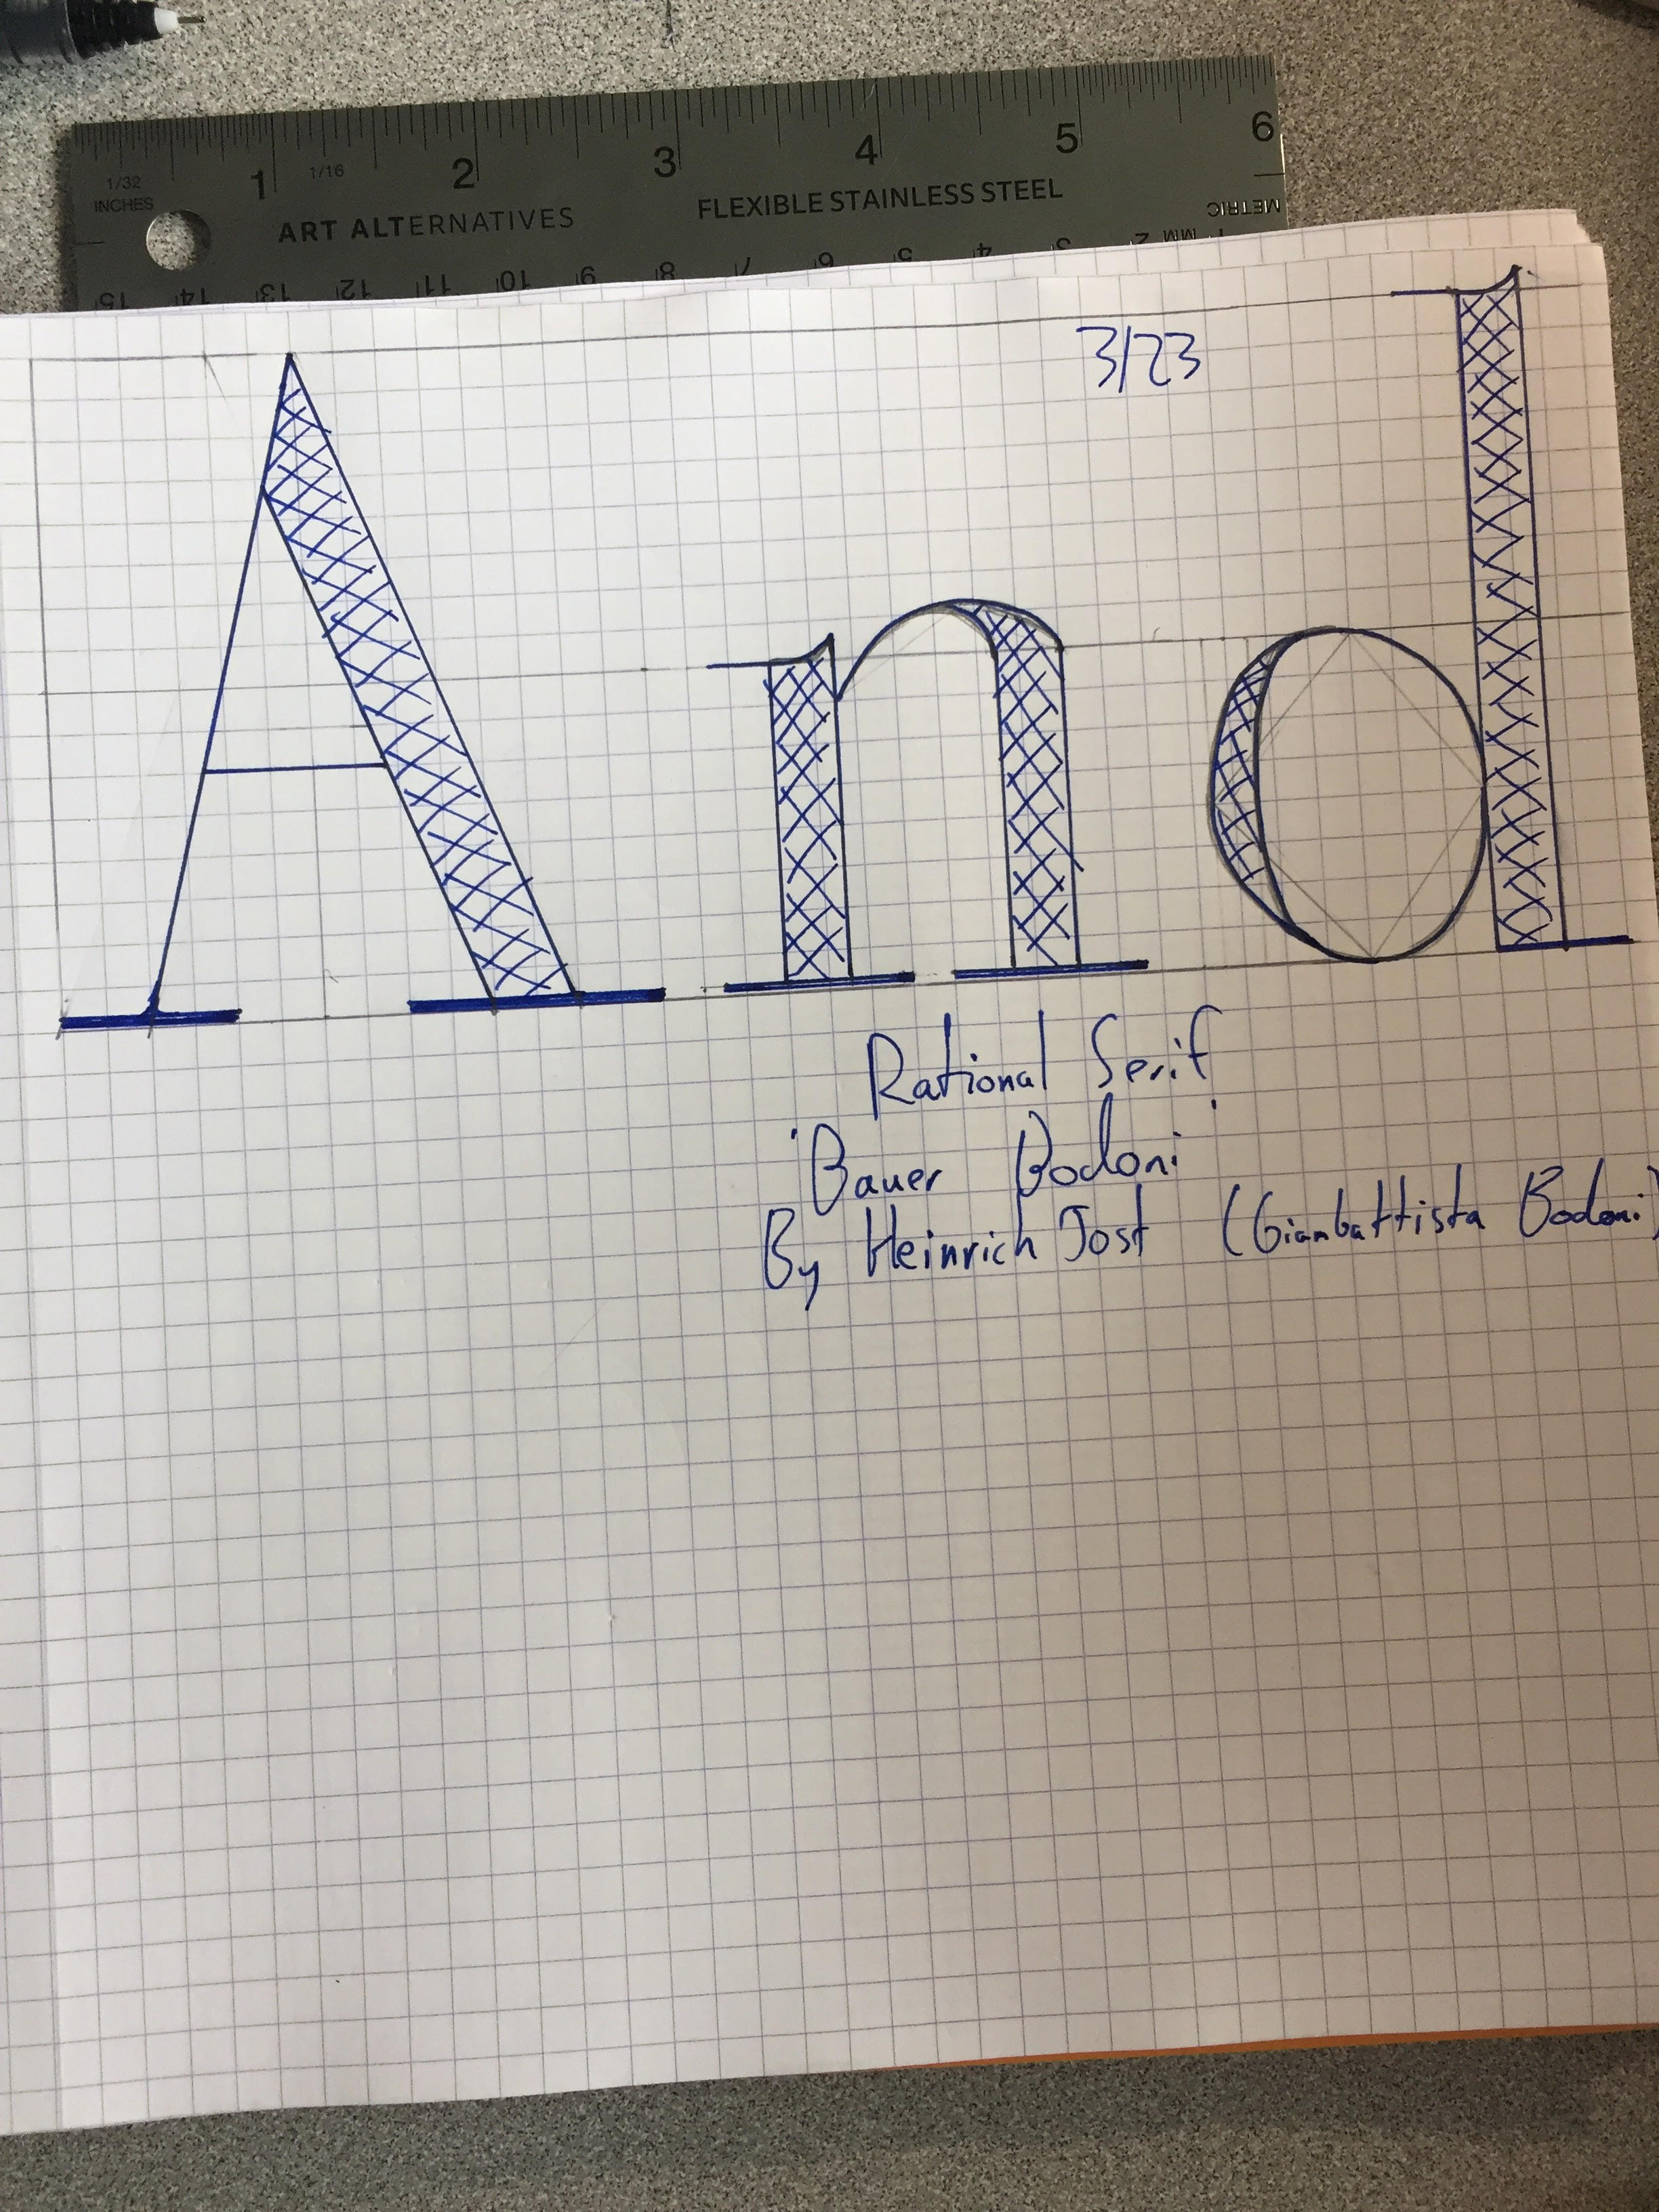 1 2 3 4 5 6
1/32 1/16
INCHES
ART ALTERNATIVES FLEXIBLE STAINLESS STEEL
METRIC
15 14 13 12 11 10 9 8 7 6 5 4 3 2 MM 1
3/23
And
Rational Serif
'Bauer Bodoni'
By Heinrich Jost (Giambattista Bodoni)